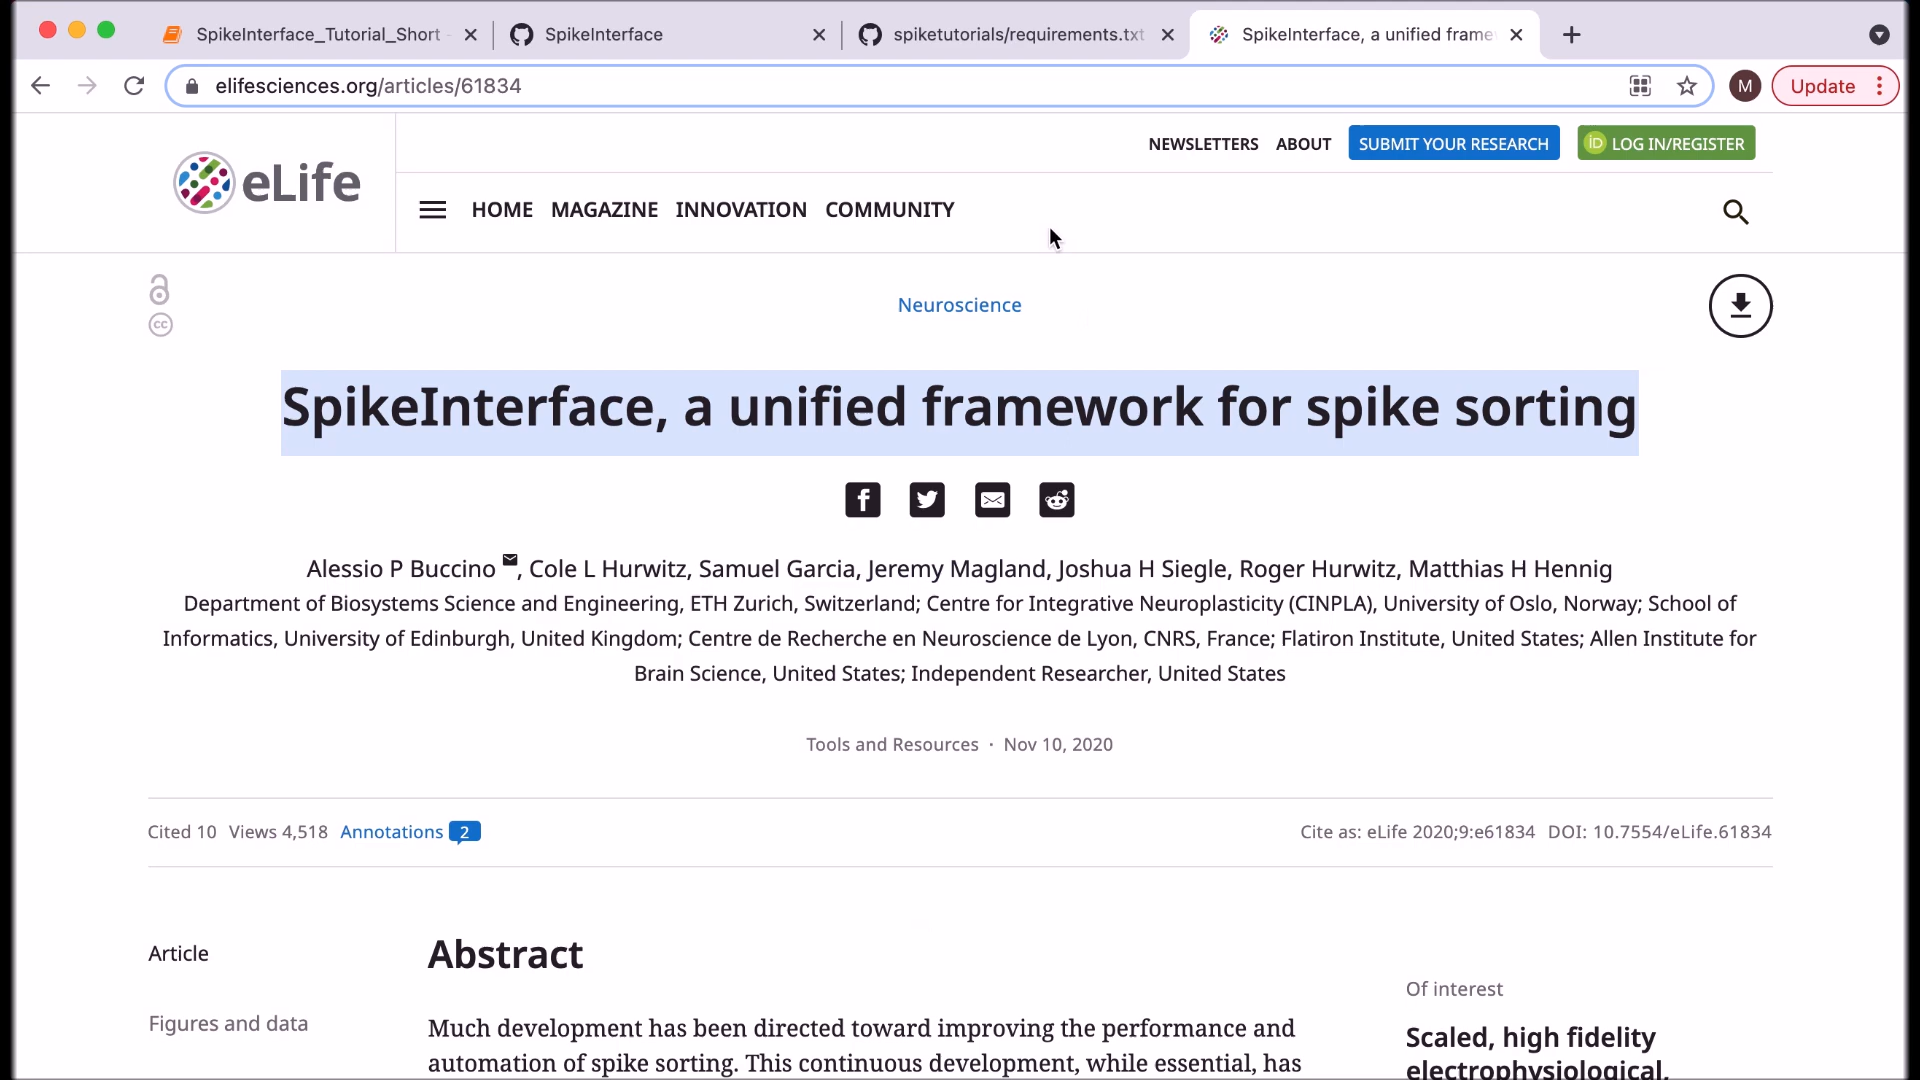 SpikeInterface_Tutorial_Short
SpikeInterface
spiketutorials/requirements.txt
SpikeInterface, a unified frame
elifesciences.org/articles/61834
M
Update
NEWSLETTERS ABOUT SUBMIT YOUR RESEARCH iD LOG IN/REGISTER
eLife
HOME MAGAZINE INNOVATION COMMUNITY
cc
Neuroscience
SpikeInterface, a unified framework for spike sorting
Alessio P Buccino, Cole L Hurwitz, Samuel Garcia, Jeremy Magland, Joshua H Siegle, Roger Hurwitz, Matthias H Hennig
Department of Biosystems Science and Engineering, ETH Zurich, Switzerland; Centre for Integrative Neuroplasticity (CINPLA), University of Oslo, Norway; School of
Informatics, University of Edinburgh, United Kingdom; Centre de Recherche en Neuroscience de Lyon, CNRS, France; Flatiron Institute, United States; Allen Institute for
Brain Science, United States; Independent Researcher, United States
Tools and Resources · Nov 10, 2020
Cited 10 Views 4,518 Annotations 2
Cite as: eLife 2020;9:e61834 DOI: 10.7554/eLife.61834
Article
Figures and data
Abstract
Much development has been directed toward improving the performance and
automation of spike sorting. This continuous development, while essential, has
Of interest
Scaled, high fidelity
electrophysiological,